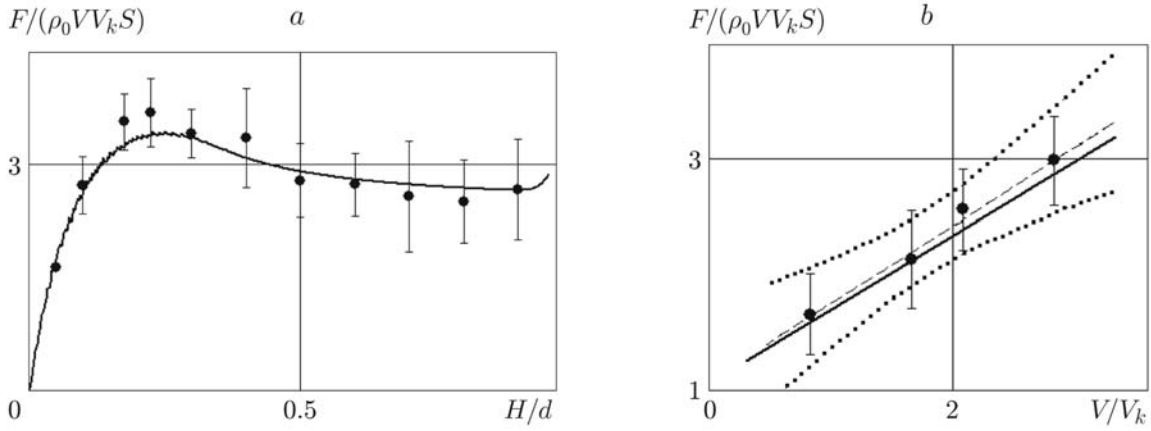 F/(ρ₀VVₖS) a
3
0 0.5 H/d
F/(ρ₀VVₖS) b
3
1
0 2 V/Vₖ